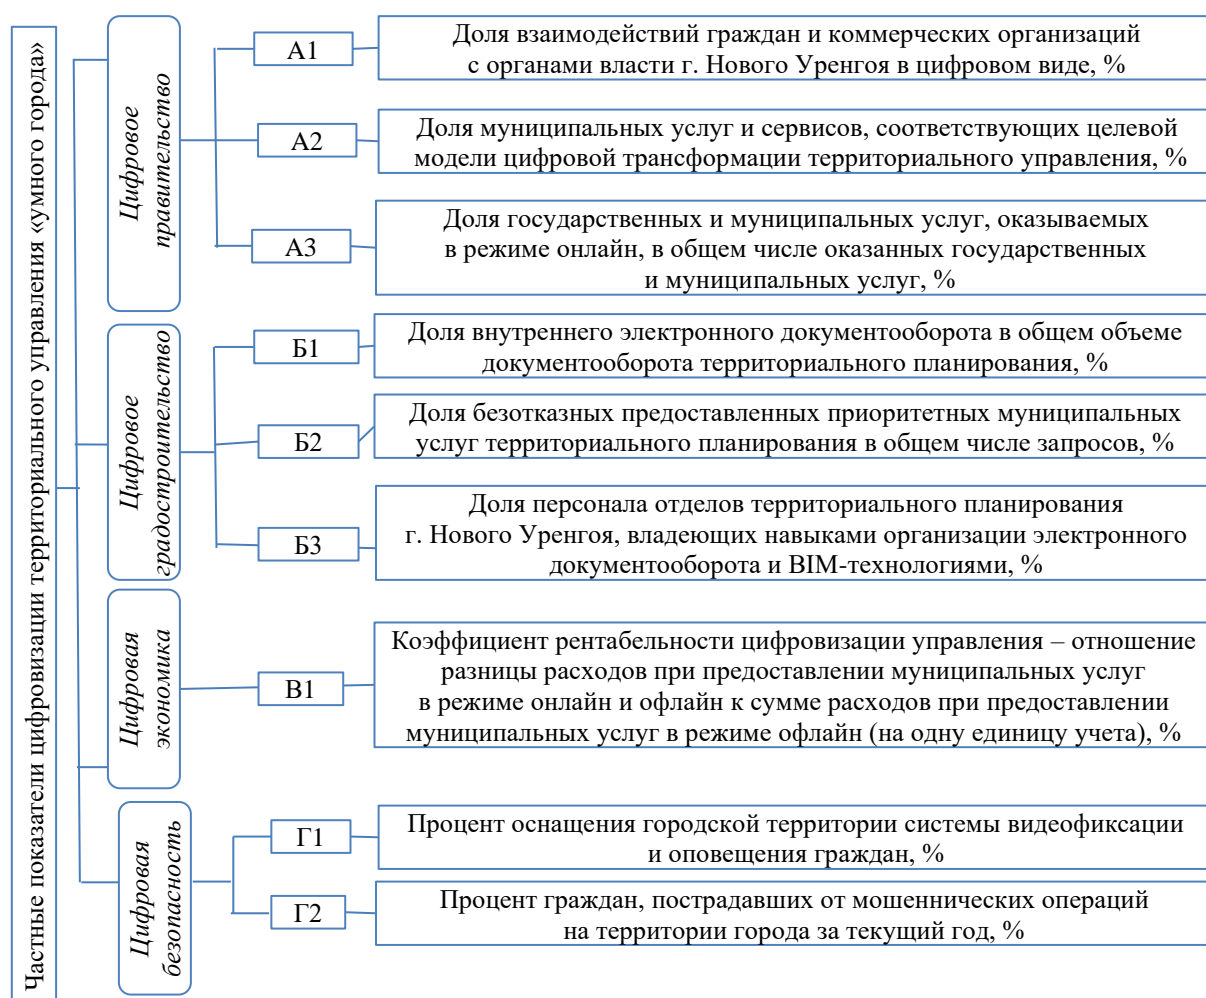 Частные показатели цифровизации территориального управления «умного города»
Цифровое
правительство
А1
Доля взаимодействий граждан и коммерческих организаций
с органами власти г. Нового Уренгоя в цифровом виде, %
А2
Доля муниципальных услуг и сервисов, соответствующих целевой
модели цифровой трансформации территориального управления, %
А3
Доля государственных и муниципальных услуг, оказываемых
в режиме онлайн, в общем числе оказанных государственных
и муниципальных услуг, %
Цифровое
градостроительство
Б1
Доля внутреннего электронного документооборота в общем объеме
документооборота территориального планирования, %
Б2
Доля безотказных предоставленных приоритетных муниципальных
услуг территориального планирования в общем числе запросов, %
Б3
Доля персонала отделов территориального планирования
г. Нового Уренгоя, владеющих навыками организации электронного
документооборота и BIM-технологиями, %
Цифровая
экономика
В1
Коэффициент рентабельности цифровизации управления – отношение
разницы расходов при предоставлении муниципальных услуг
в режиме онлайн и офлайн к сумме расходов при предоставлении
муниципальных услуг в режиме офлайн (на одну единицу учета), %
Цифровая
безопасность
Г1
Процент оснащения городской территории системы видеофиксации
и оповещения граждан, %
Г2
Процент граждан, пострадавших от мошеннических операций
на территории города за текущий год, %